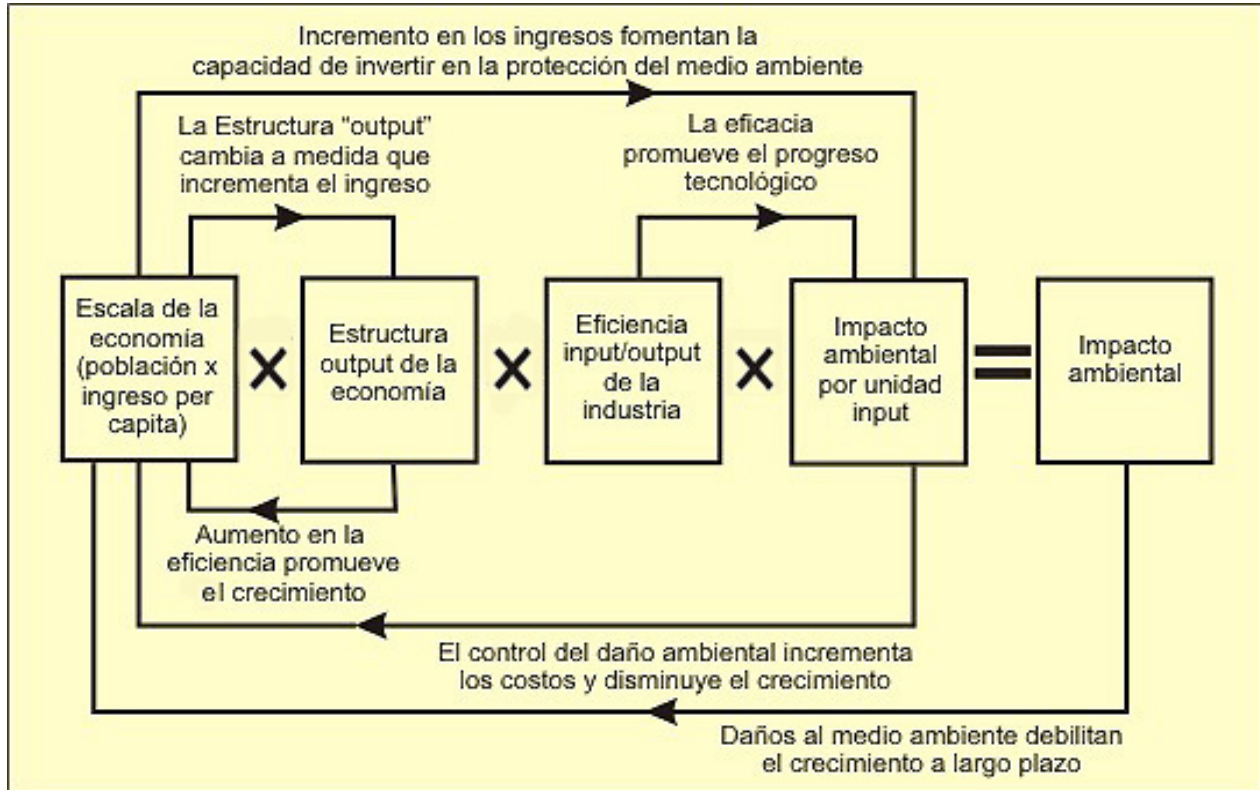 Incremento en los ingresos fomentan la
capacidad de invertir en la protección del medio ambiente
La Estructura “output”
cambia a medida que
incrementa el ingreso
La eficacia
promueve el progreso
tecnológico
Escala de la
economía
(población x
ingreso per
capita)
×
Estructura
output de la
economía
×
Eficiencia
input/output
de la
industria
×
Impacto
ambiental
por unidad
input
=
Impacto
ambiental
Aumento en la
eficiencia promueve
el crecimiento
El control del daño ambiental incrementa
los costos y disminuye el crecimiento
Daños al medio ambiente debilitan
el crecimiento a largo plazo